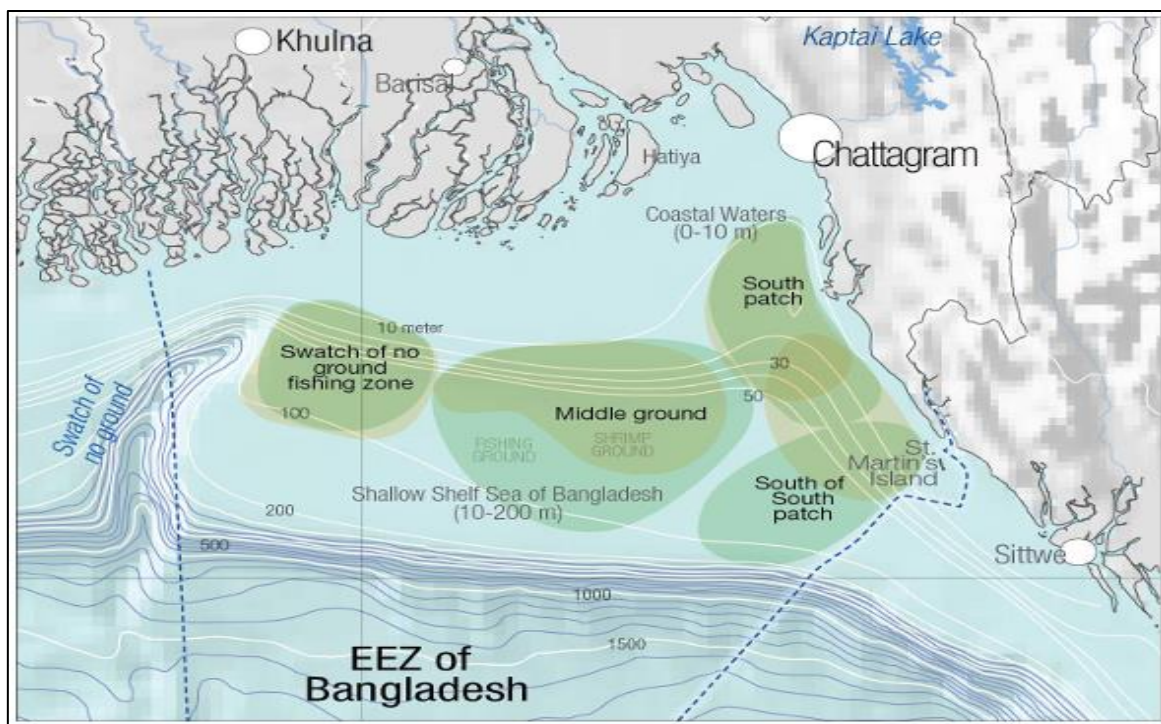 Khulna
Kaptai Lake
Barisal
Chattagram
Hatiya
Coastal Waters
(0-10 m)
South
patch
10 meter
Swatch of no
ground
fishing zone
30
50
100
Middle ground
FISHING
GROUND
SHRIMP
GROUND
Swatch of
no ground
St.
Martin's
Island
Shallow Shelf Sea of Bangladesh
(10-200 m)
South of
South
patch
200
500
Sittwe
1000
1500
EEZ of
Bangladesh